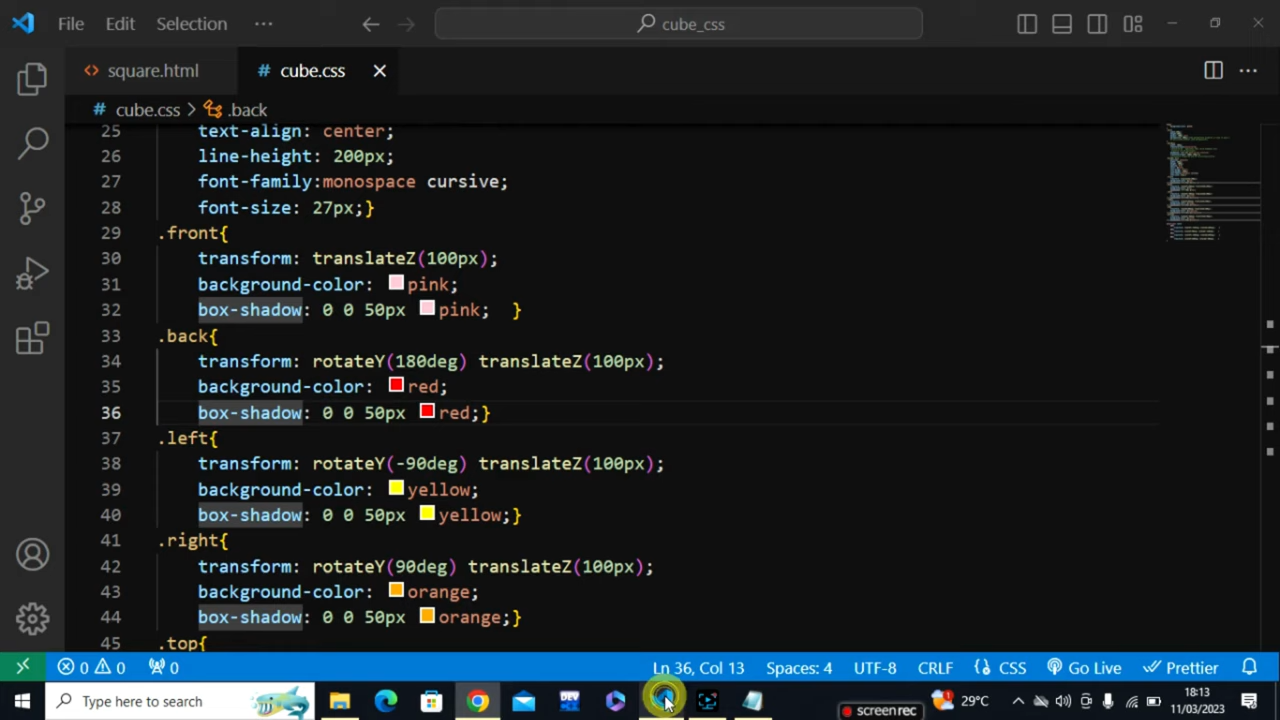 File Edit Selection ··· cube_css
square.html # cube.css
# cube.css > .back
25 text-align: center;
26 line-height: 200px;
27 font-family:monospace cursive;
28 font-size: 27px;}
29 .front{
30 transform: translateZ(100px);
31 background-color: pink;
32 box-shadow: 0 0 50px pink; }
33 .back{
34 transform: rotateY(180deg) translateZ(100px);
35 background-color: red;
36 box-shadow: 0 0 50px red;}
37 .left{
38 transform: rotateY(-90deg) translateZ(100px);
39 background-color: yellow;
40 box-shadow: 0 0 50px yellow;}
41 .right{
42 transform: rotateY(90deg) translateZ(100px);
43 background-color: orange;
44 box-shadow: 0 0 50px orange;}
45 .top{
0 0 0 Ln 36, Col 13 Spaces: 4 UTF-8 CRLF CSS Go Live Prettier
Type here to search DEV screen rec 29°C 18:13
11/03/2023